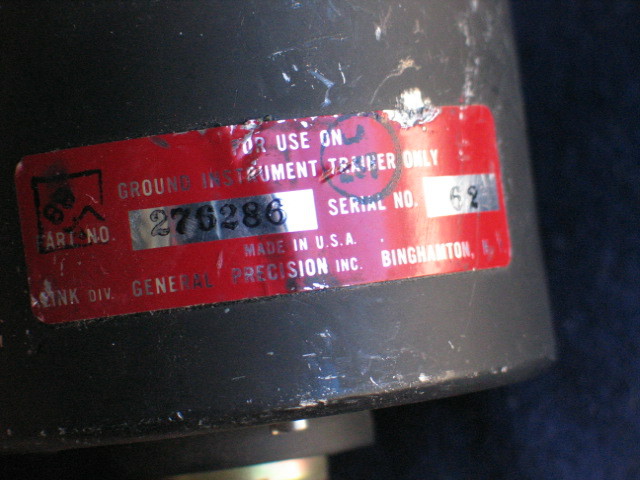 FOR USE ON
GROUND INSTRUMENT TRAINER ONLY
PART NO. 276286 SERIAL NO. 62
MADE IN U.S.A.
LINK DIV. GENERAL PRECISION INC. BINGHAMTON, N.